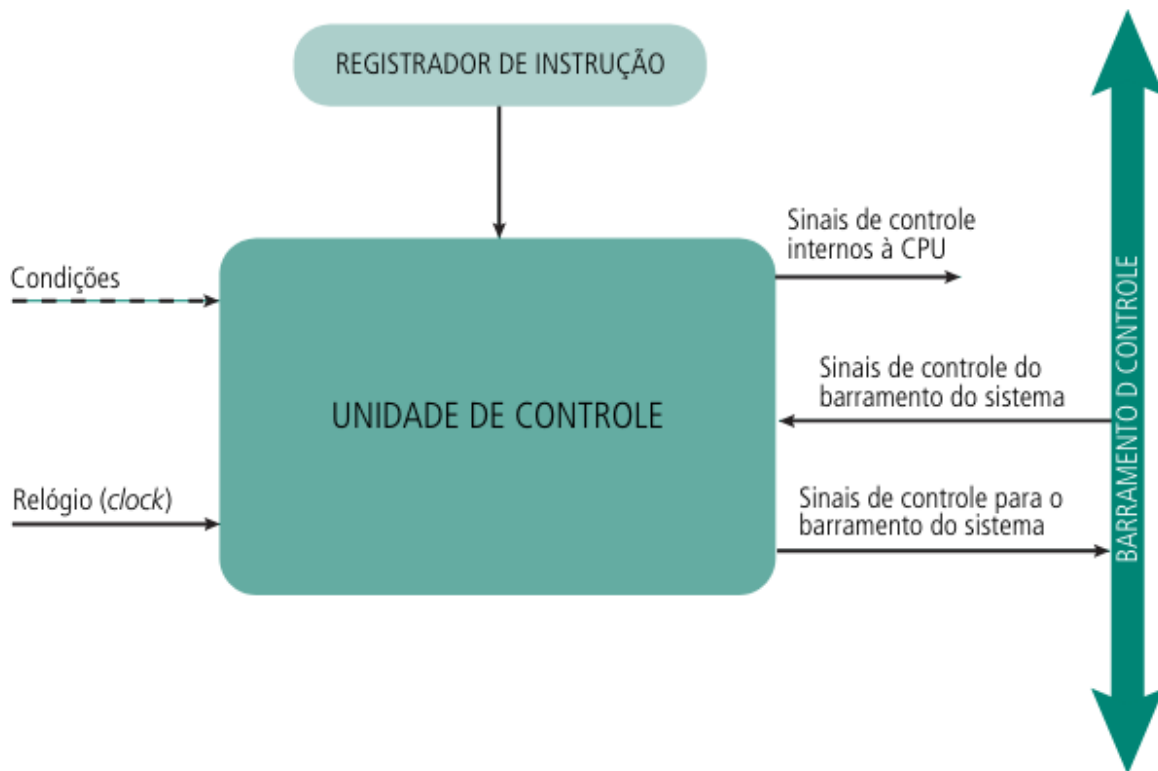 REGISTRADOR DE INSTRUÇÃO
Sinais de controle
internos à CPU
Condições
Sinais de controle do
barramento do sistema
UNIDADE DE CONTROLE
Relógio (clock)
Sinais de controle para o
barramento do sistema
BARRAMENTO D CONTROLE